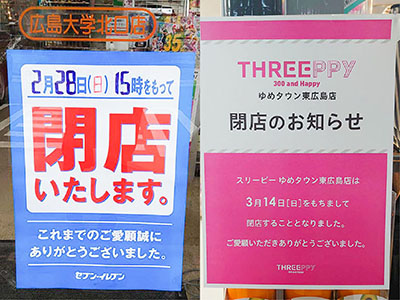 広島大学北口店
2月28日(日) 15時をもって
閉店
いたします。
これまでのご愛顧誠に
ありがとうございました。
セブン-イレブン
THREEPPY
300 and Happy
ゆめタウン東広島店
閉店のお知らせ
スリーピー ゆめタウン東広島店は
3月14日[日]をもちまして
閉店することとなりました。
ご愛顧いただきありがとうございました。
THREEPPY